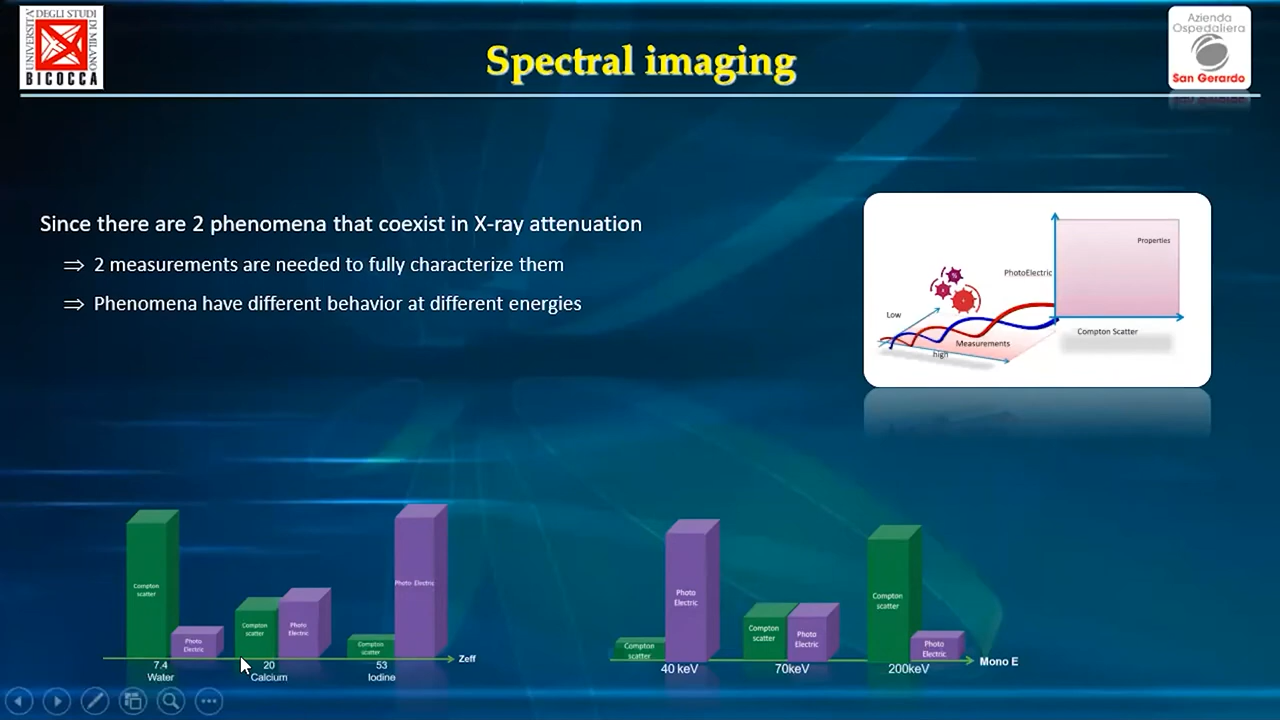 UNIVERSITA' DEGLI STUDI DI MILANO
BICOCCA
Spectral imaging
Azienda
Ospedaliera
San Gerardo
Since there are 2 phenomena that coexist in X-ray attenuation
⇒ 2 measurements are needed to fully characterize them
⇒ Phenomena have different behavior at different energies
Properties
PhotoElectric
Low
Measurements
high
Compton Scatter
Compton
scatter
Photo
Electric
Compton
scatter
Photo
Electric
Compton
scatter
Photo Electric
7.4
Water
20
Calcium
53
Iodine
Zeff
Compton
scatter
Photo
Electric
Compton
scatter
Photo
Electric
Compton
scatter
Photo
Electric
40 keV
70keV
200keV
Mono E